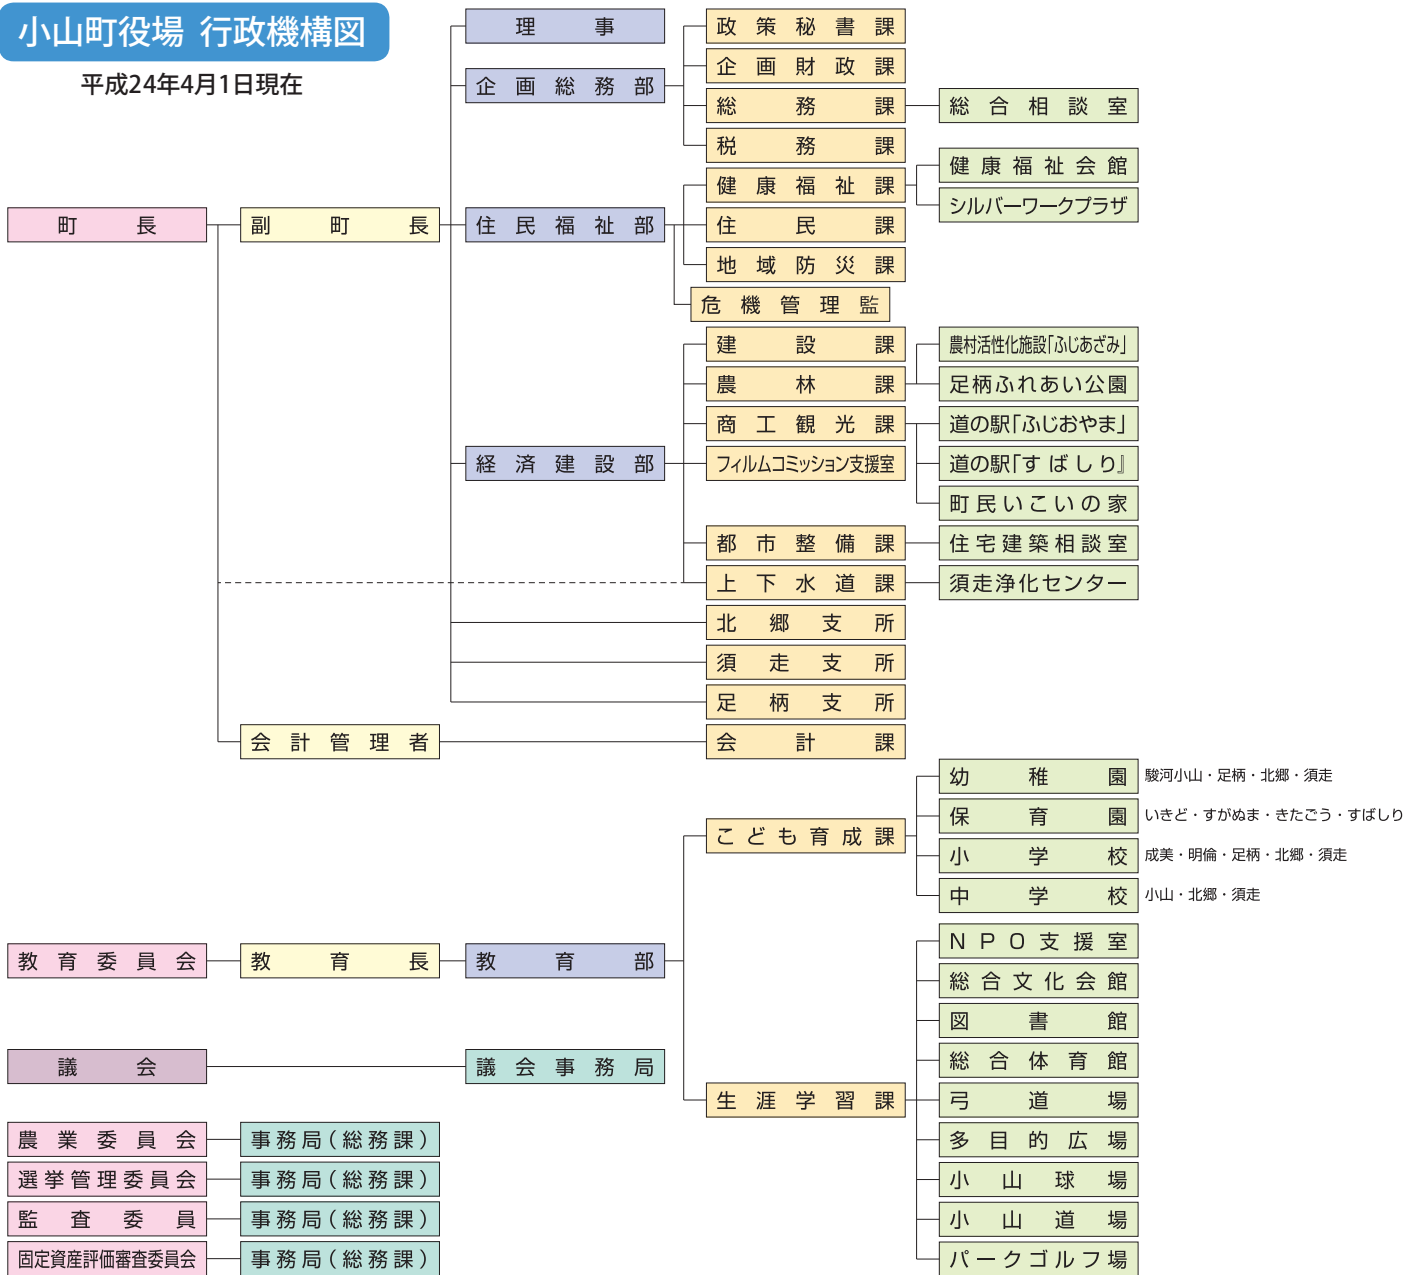 小山町役場 行政機構図
平成24年4月1日現在
町長
副町長
理事
企画総務部
政策秘書課
企画財政課
総務課
総合相談室
税務課
住民福祉部
健康福祉課
健康福祉会館
シルバーワークプラザ
住民課
地域防災課
危機管理監
経済建設部
建設課
農林課
農村活性化施設「ふじあざみ」
足柄ふれあい公園
商工観光課
道の駅「ふじおやま」
道の駅「すばしり』
町民いこいの家
フィルムコミッション支援室
都市整備課
住宅建築相談室
上下水道課
須走浄化センター
北郷支所
須走支所
足柄支所
会計管理者
会計課
教育委員会
教育長
教育部
こども育成課
幼稚園 駿河小山・足柄・北郷・須走
保育園 いきど・すがぬま・きたごう・すばしり
小学校 成美・明倫・足柄・北郷・須走
中学校 小山・北郷・須走
生涯学習課
NPO支援室
総合文化会館
図書館
総合体育館
弓道場
多目的広場
小山球場
小山道場
パークゴルフ場
議会
議会事務局
農業委員会
事務局(総務課)
選挙管理委員会
事務局(総務課)
監査委員
事務局(総務課)
固定資産評価審査委員会
事務局(総務課)